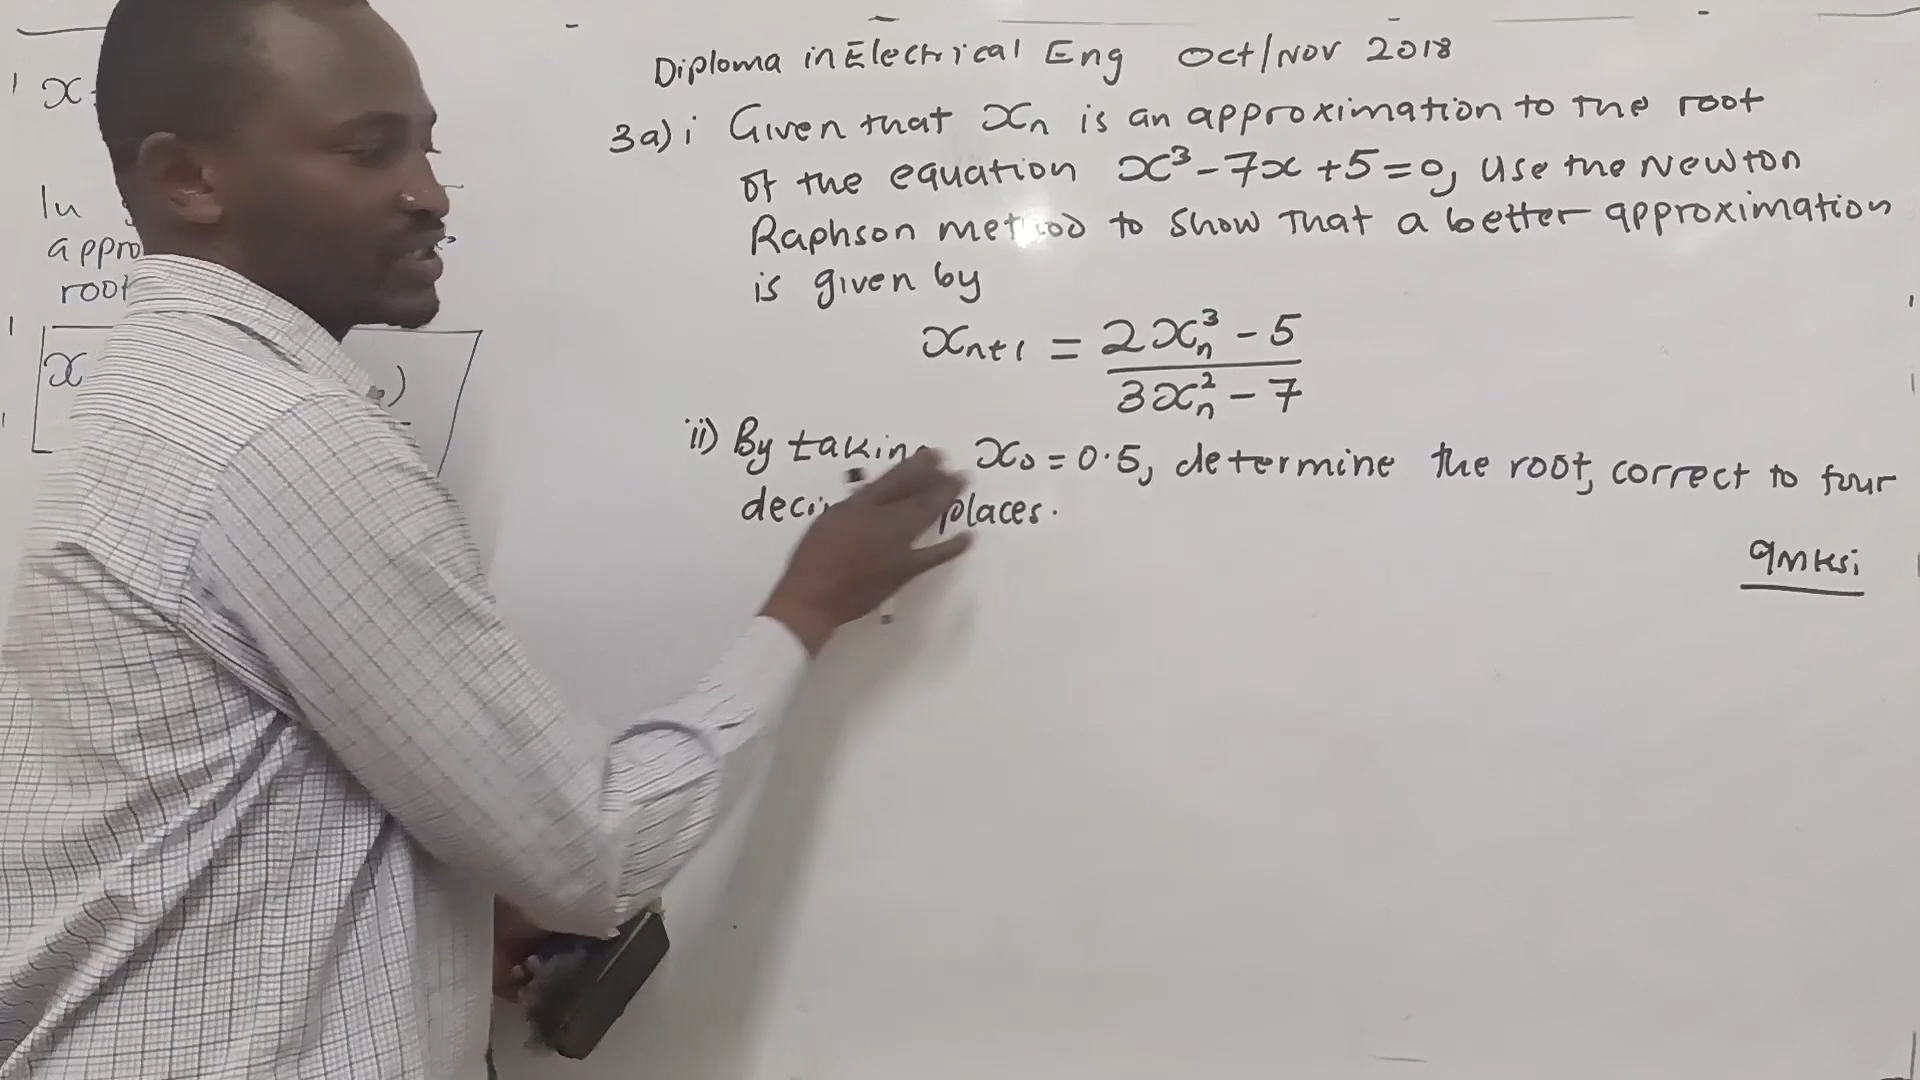 Diploma in Electrical Eng Oct/Nov 2018
3a) i Given that xₙ is an approximation to the root
of the equation x³ - 7x + 5 = 0, use the Newton
Raphson method to show that a better approximation
is given by
xₙ₊₁ = 2xₙ³ - 5
3xₙ² - 7
ii) By taking x₀ = 0.5, determine the root, correct to four
places.
9mks
x
In
appro
root
x